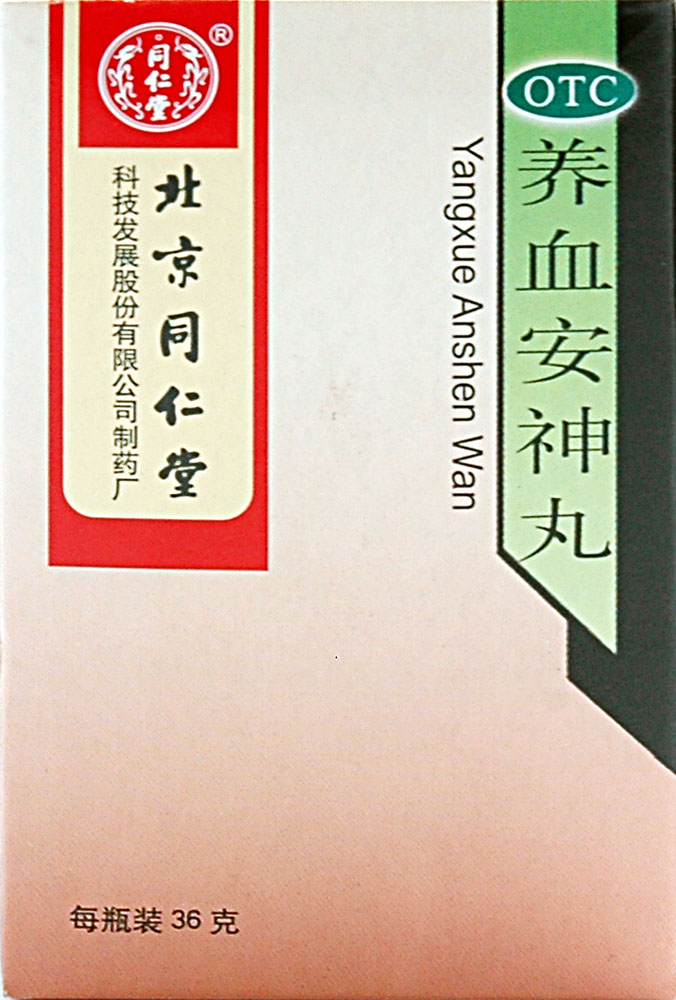 同仁堂
®
北京同仁堂
科技发展股份有限公司制药厂
OTC
养血安神丸
Yangxue Anshen Wan
每瓶装 36 克